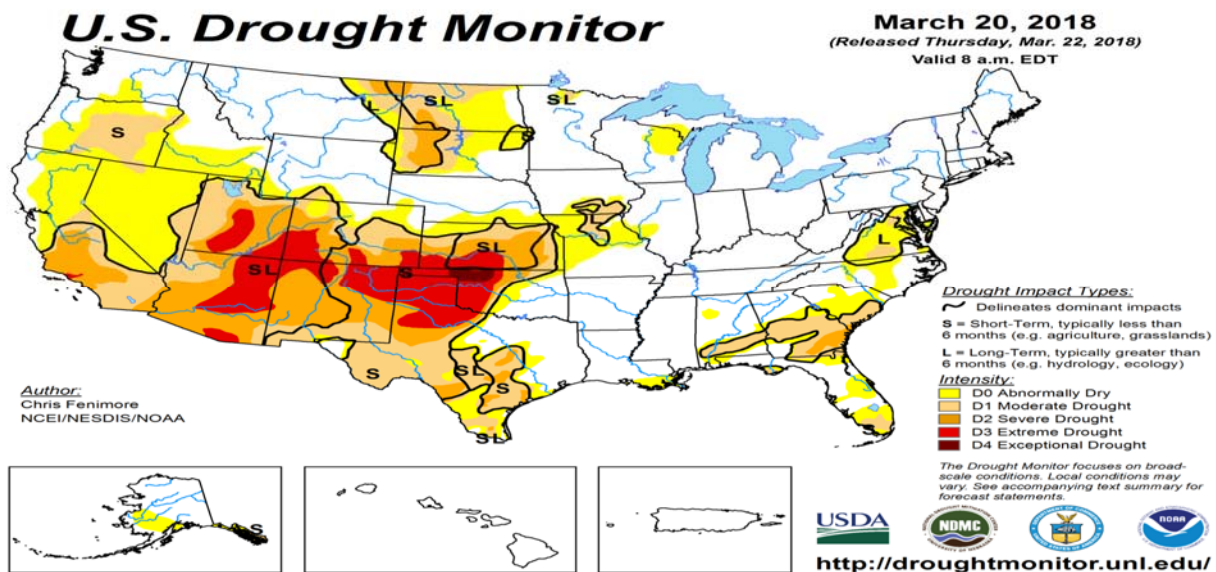 U.S. Drought Monitor
March 20, 2018
(Released Thursday, Mar. 22, 2018)
Valid 8 a.m. EDT
L
SL
SL
S
S
L
L
SL
SL
S
S
SL
S
SL
S
S
Author:
Chris Fenimore
NCEI/NESDIS/NOAA
Drought Impact Types:
Delineates dominant impacts
S = Short-Term, typically less than
6 months (e.g. agriculture, grasslands)
L = Long-Term, typically greater than
6 months (e.g. hydrology, ecology)
Intensity:
D0 Abnormally Dry
D1 Moderate Drought
D2 Severe Drought
D3 Extreme Drought
D4 Exceptional Drought
The Drought Monitor focuses on broad-
scale conditions. Local conditions may
vary. See accompanying text summary for
forecast statements.
USDA
NDMC
NOAA
http://droughtmonitor.unl.edu/